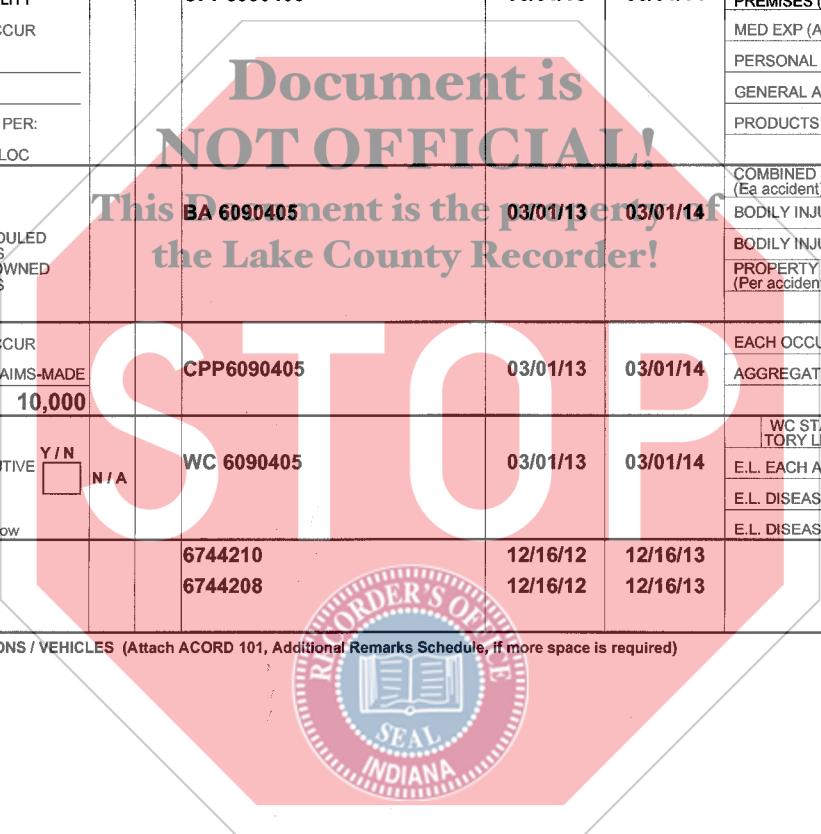 CCUR MED EXP (A
PERSONAL
GENERAL A
PER: PRODUCTS
LOC
Document is
NOT OFFICIAL!
This Document is the property of
the Lake County Recorder!
COMBINED
(Ea accident)
BA 6090405 03/01/13 03/01/14 BODILY INJU
DULED BODILY INJU
OWNED PROPERTY
S (Per accident
CCUR EACH OCCU
AIMS-MADE CPP6090405 03/01/13 03/01/14 AGGREGAT
10,000
WC STA
TORY LI
Y / N
UTIVE N / A WC 6090405 03/01/13 03/01/14 E.L. EACH A
E.L. DISEAS
ow E.L. DISEAS
STOP
6744210 12/16/12 12/16/13
6744208 12/16/12 12/16/13
ONS / VEHICLES (Attach ACORD 101, Additional Remarks Schedule, if more space is required)
RECORDER'S OFFICE
SEAL
INDIANA